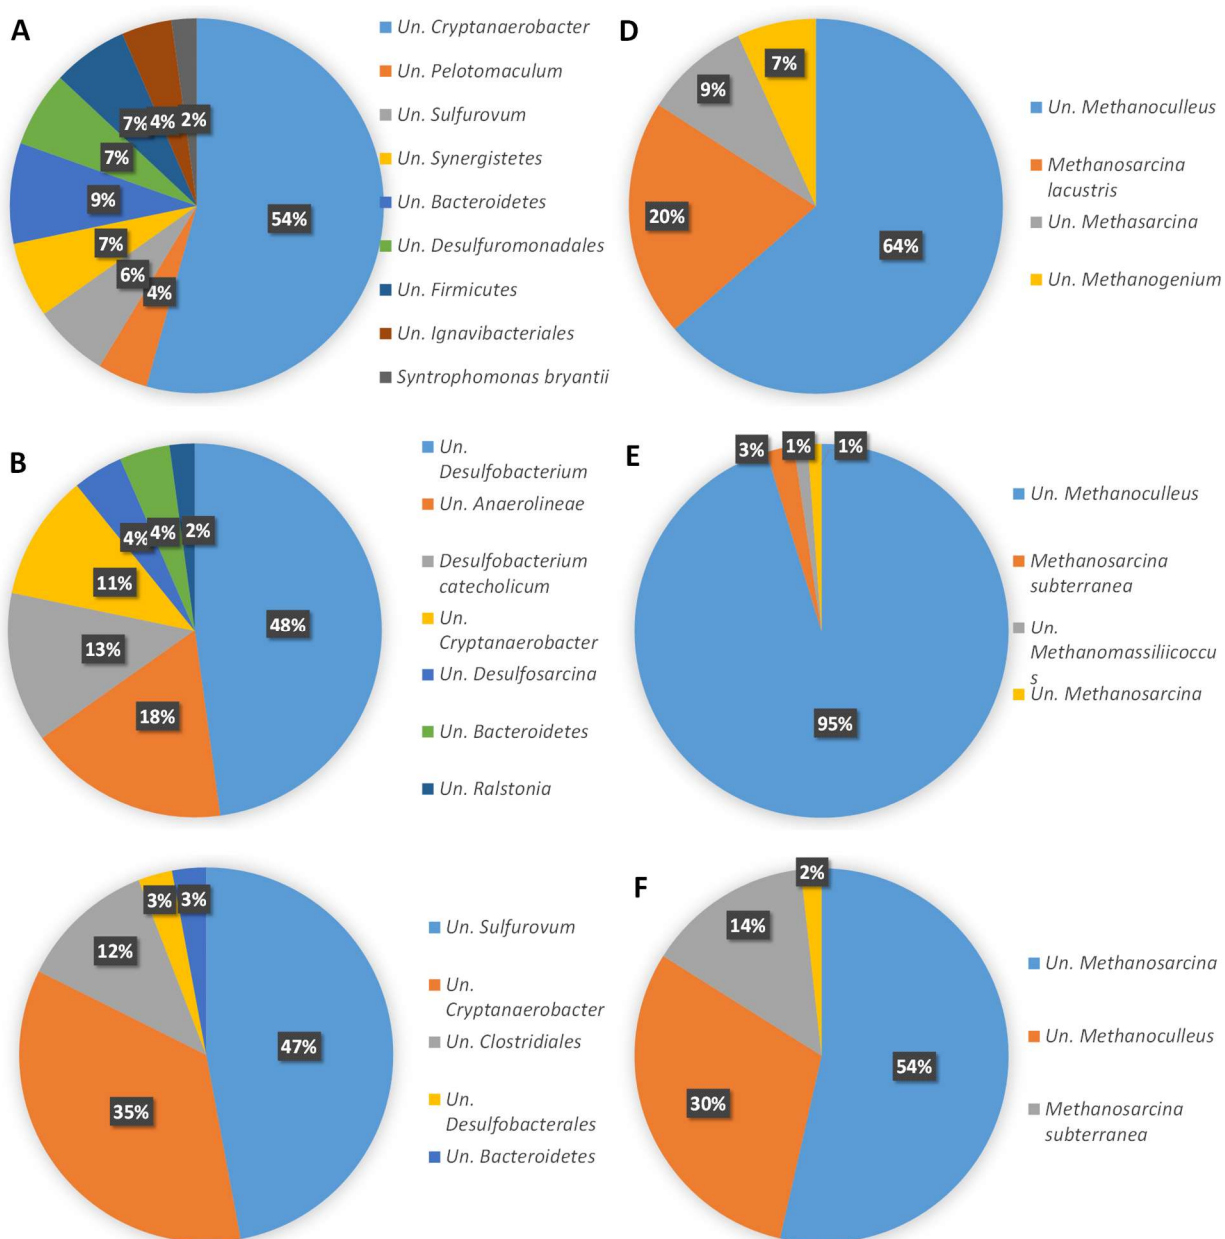 A
Un. Cryptanaerobacter
Un. Pelotomaculum
Un. Sulfurovum
Un. Synergistetes
Un. Bacteroidetes
Un. Desulfuromonadales
Un. Firmicutes
Un. Ignavibacteriales
Syntrophomonas bryantii
54%
4%
6%
7%
9%
7%
7%
4%
2%
D
Un. Methanoculleus
Methanosarcina
lacustris
Un. Methasarcina
Un. Methanogenium
64%
20%
9%
7%
B
Un.
Desulfobacterium
Un. Anaerolineae
Desulfobacterium
catecholicum
Un.
Cryptanaerobacter
Un. Desulfosarcina
Un. Bacteroidetes
Un. Ralstonia
48%
18%
13%
11%
4%
4%
2%
E
Un. Methanoculleus
Methanosarcina
subterranea
Un.
Methanomassiliicoccu
s
Un. Methanosarcina
95%
3%
1%
1%
Un. Sulfurovum
Un.
Cryptanaerobacter
Un. Clostridiales
Un.
Desulfobacterales
Un. Bacteroidetes
47%
35%
12%
3%
3%
F
Un. Methanosarcina
Un. Methanoculleus
Methanosarcina
subterranea
54%
30%
14%
2%